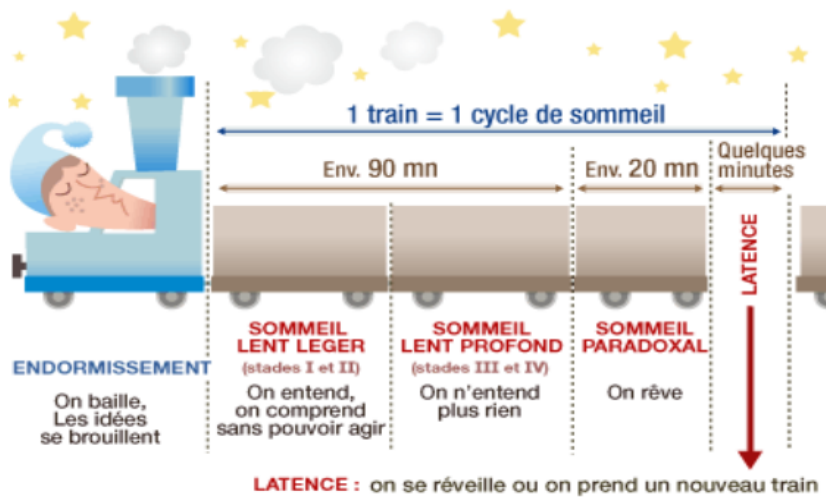 1 train = 1 cycle de sommeil
Env. 90 mn
Env. 20 mn
Quelques
minutes
LATENCE
ENDORMISSEMENT
On baille,
Les idées
se brouillent
SOMMEIL
LENT LEGER
(stades I et II)
On entend,
on comprend
sans pouvoir agir
SOMMEIL
LENT PROFOND
(stades III et IV)
On n'entend
plus rien
SOMMEIL
PARADOXAL
On rêve
LATENCE : on se réveille ou on prend un nouveau train